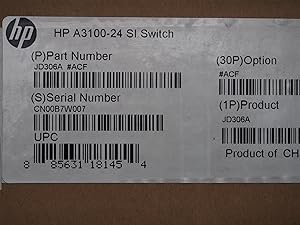 hp
HP A3100-24 SI Switch
(P)Part Number
JD306A #ACF
(S)Serial Number
CN00B7W007
UPC
8 85631 18145 4
(30P)Option
#ACF
(1P)Product
JD306A
Product of CH